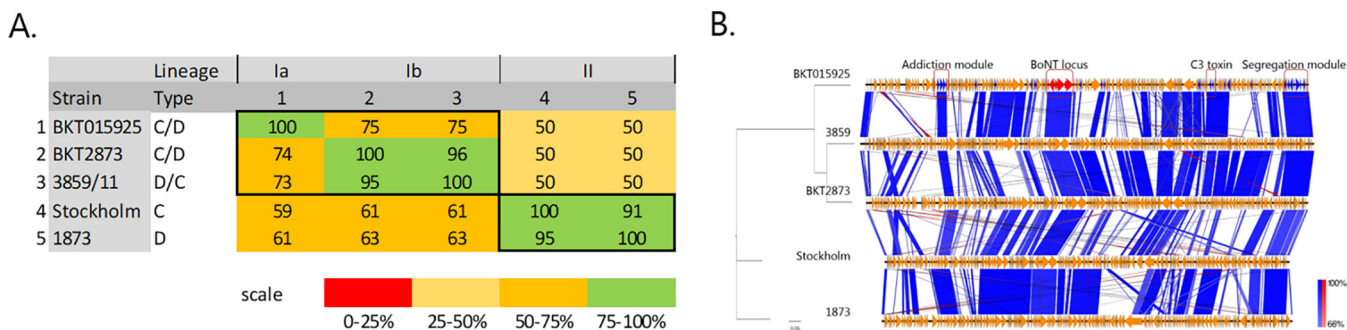 A.
Lineage Ia Ib II
Strain Type 1 2 3 4 5
1 BKT015925 C/D 100 75 75 50 50
2 BKT2873 C/D 74 100 96 50 50
3 3859/11 D/C 73 95 100 50 50
4 Stockholm C 59 61 61 100 91
5 1873 D 61 63 63 95 100
scale
0-25% 25-50% 50-75% 75-100%
B.
Addiction module BoNT locus C3 toxin Segregation module
BKT015925
3859
BKT2873
Stockholm
1873
100%
66%